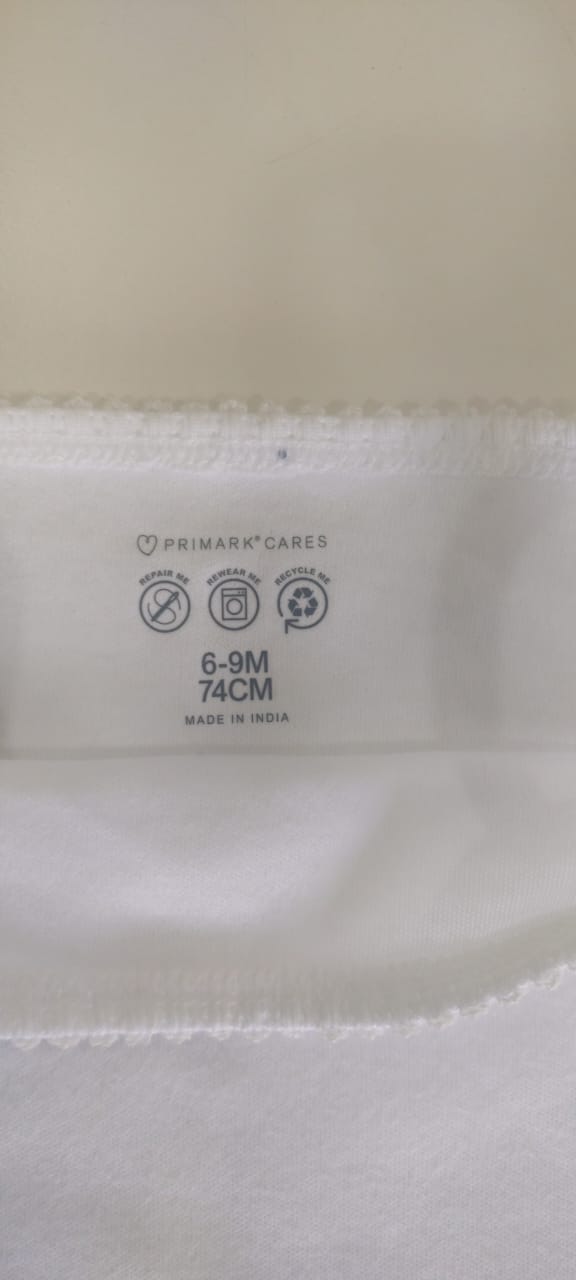 PRIMARK® CARES
REPAIR ME REWEAR ME RECYCLE ME
6-9M
74CM
MADE IN INDIA